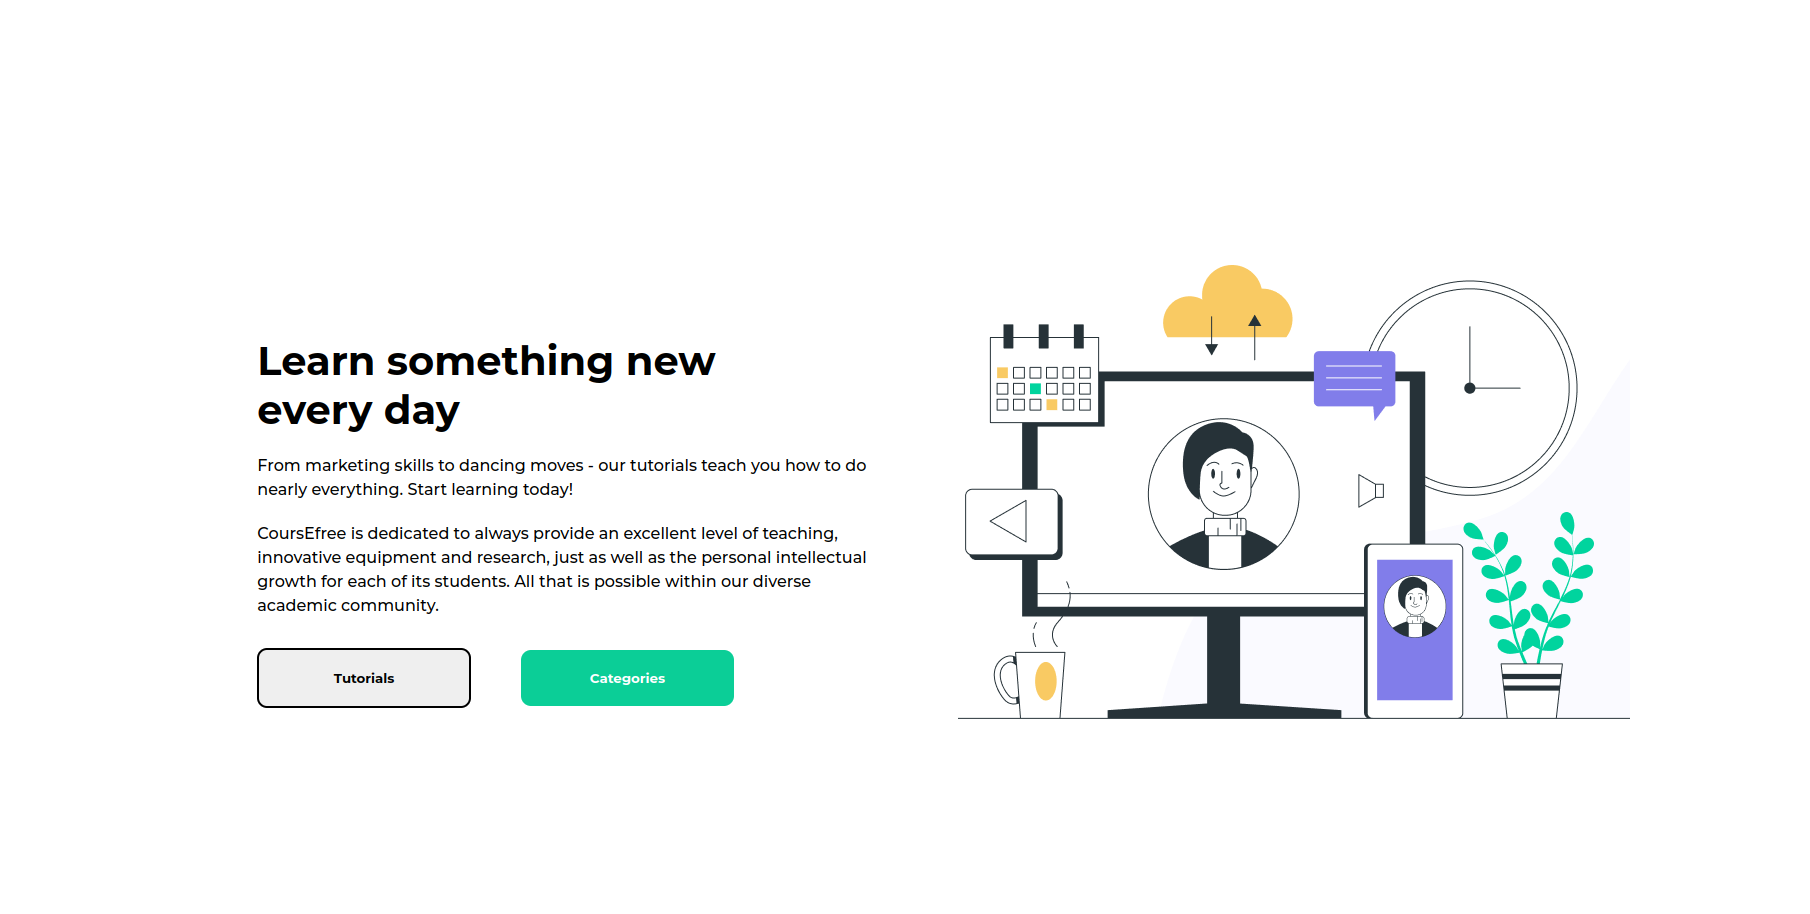 Learn something new
every day
From marketing skills to dancing moves - our tutorials teach you how to do
nearly everything. Start learning today!
CoursEfree is dedicated to always provide an excellent level of teaching,
innovative equipment and research, just as well as the personal intellectual
growth for each of its students. All that is possible within our diverse
academic community.
Tutorials
Categories